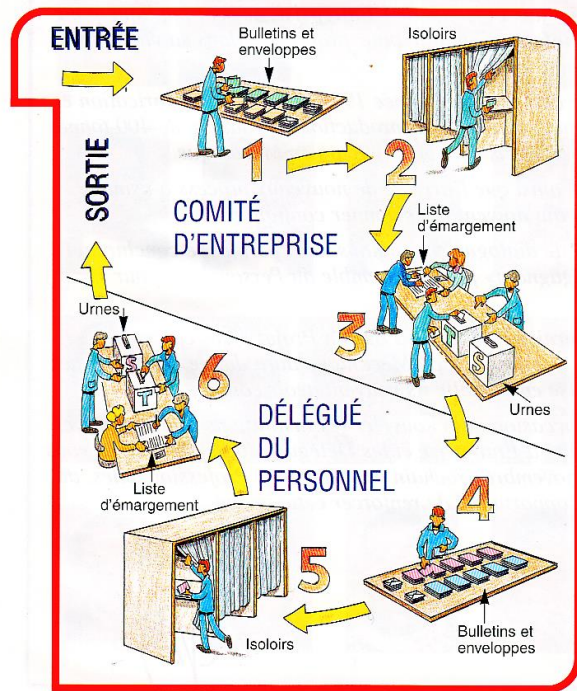 ENTRÉE
Bulletins et
enveloppes
Isoloirs
1
2
SORTIE
COMITÉ
D'ENTREPRISE
Liste
d'émargement
3
T
S
Urnes
Urnes
S
T
6
DÉLÉGUÉ
DU
PERSONNEL
Liste
d'émargement
4
5
Isoloirs
Bulletins et
enveloppes